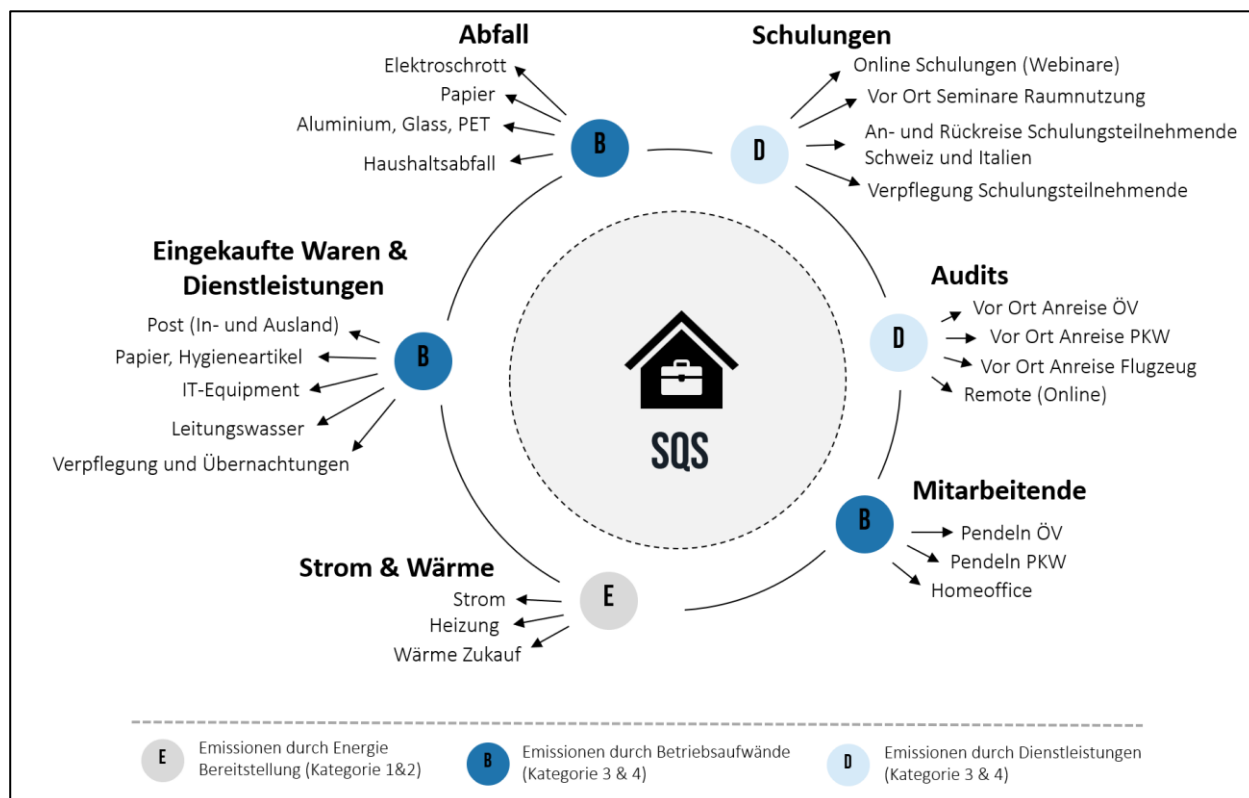 Abfall
Elektroschrott
Papier
Aluminium, Glass, PET
Haushaltsabfall
B
Schulungen
Online Schulungen (Webinare)
Vor Ort Seminare Raumnutzung
An- und Rückreise Schulungsteilnehmende
Schweiz und Italien
Verpflegung Schulungsteilnehmende
D
Eingekaufte Waren &
Dienstleistungen
Post (In- und Ausland)
Papier, Hygieneartikel
IT-Equipment
Leitungswasser
Verpflegung und Übernachtungen
B
SQS
Audits
Vor Ort Anreise ÖV
Vor Ort Anreise PKW
Vor Ort Anreise Flugzeug
Remote (Online)
D
Mitarbeitende
Pendeln ÖV
Pendeln PKW
Homeoffice
B
Strom & Wärme
Strom
Heizung
Wärme Zukauf
E
E
Emissionen durch Energie
Bereitstellung (Kategorie 1&2)
B
Emissionen durch Betriebsaufwände
(Kategorie 3 & 4)
D
Emissionen durch Dienstleistungen
(Kategorie 3 & 4)